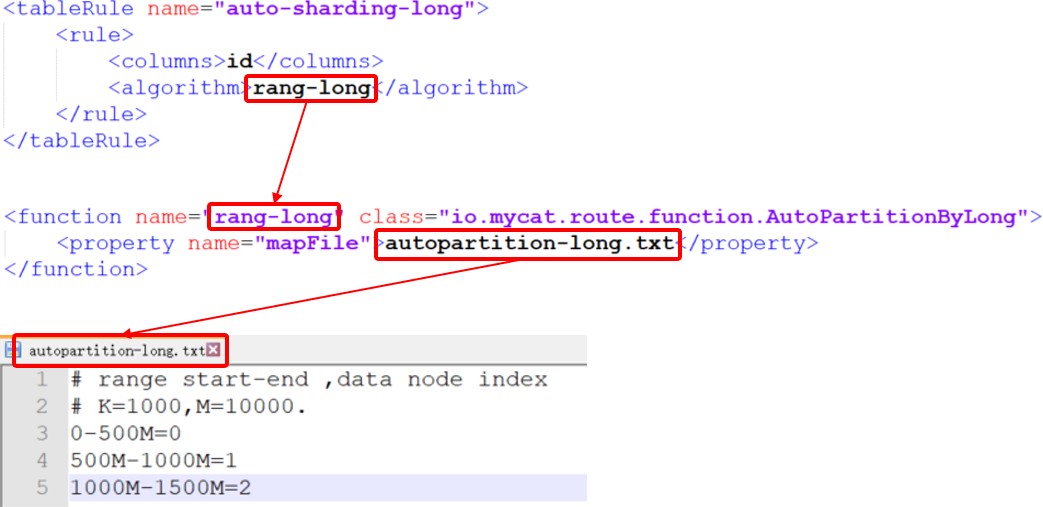 <tableRule name="auto-sharding-long">
<rule>
<columns>id</columns>
<algorithm>rang-long</algorithm>
</rule>
</tableRule>
<function name="rang-long" class="io.mycat.route.function.AutoPartitionByLong">
<property name="mapFile">autopartition-long.txt</property>
</function>
autopartition-long.txt
1 # range start-end ,data node index
2 # K=1000,M=10000.
3 0-500M=0
4 500M-1000M=1
5 1000M-1500M=2